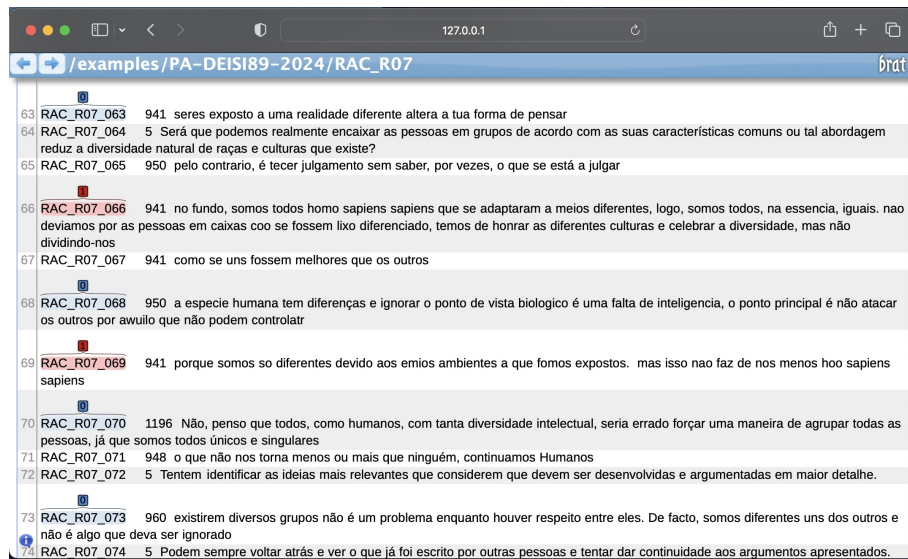 127.0.0.1
/examples/PA-DEISI89-2024/RAC_R07
brat
0
63 RAC_R07_063 941 seres exposto a uma realidade diferente altera a tua forma de pensar
64 RAC_R07_064 5 Será que podemos realmente encaixar as pessoas em grupos de acordo com as suas características comuns ou tal abordagem
reduz a diversidade natural de raças e culturas que existe?
65 RAC_R07_065 950 pelo contrario, é tecer julgamento sem saber, por vezes, o que se está a julgar
1
66 RAC_R07_066 941 no fundo, somos todos homo sapiens sapiens que se adaptaram a meios diferentes, logo, somos todos, na essencia, iguais. nao
deviamos por as pessoas em caixas coo se fossem lixo diferenciado, temos de honrar as diferentes culturas e celebrar a diversidade, mas não
dividindo-nos
67 RAC_R07_067 941 como se uns fossem melhores que os outros
0
68 RAC_R07_068 950 a especie humana tem diferenças e ignorar o ponto de vista biologico é uma falta de inteligencia, o ponto principal é não atacar
os outros por awuilo que não podem controlatr
1
69 RAC_R07_069 941 porque somos so diferentes devido aos emios ambientes a que fomos expostos. mas isso nao faz de nos menos hoo sapiens
sapiens
0
70 RAC_R07_070 1196 Não, penso que todos, como humanos, com tanta diversidade intelectual, seria errado forçar uma maneira de agrupar todas as
pessoas, já que somos todos únicos e singulares
71 RAC_R07_071 948 o que não nos torna menos ou mais que ninguém, continuamos Humanos
72 RAC_R07_072 5 Tentem identificar as ideias mais relevantes que considerem que devem ser desenvolvidas e argumentadas em maior detalhe.
0
73 RAC_R07_073 960 existirem diversos grupos não é um problema enquanto houver respeito entre eles. De facto, somos diferentes uns dos outros e
não é algo que deva ser ignorado
74 RAC_R07_074 5 Podem sempre voltar atrás e ver o que já foi escrito por outras pessoas e tentar dar continuidade aos argumentos apresentados.